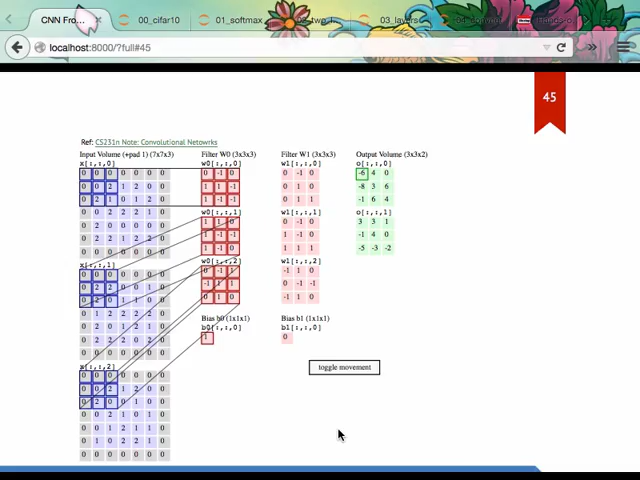 CNN Fro...
00_cifar10
01_softmax
03_layers
localhost:8000/?full#45
45
Ref: CS231n Note: Convolutional Netowrks
Input Volume (+pad 1) (7x7x3)
Filter W0 (3x3x3)
Filter W1 (3x3x3)
Output Volume (3x3x2)
x[:,:,0]
w0[:,:,0]
w1[:,:,0]
o[:,:,0]
0 0 0 0 0 0 0
0 -1 0
0 -1 0
-6 4 0
0 0 2 1 2 0 0
1 1 -1
0 1 0
-8 3 6
0 2 1 0 1 2 0
1 -1 -1
0 1 1
-1 6 4
0 0 2 2 2 1 0
w0[:,:,1]
w1[:,:,1]
o[:,:,1]
0 2 0 0 0 0 0
0 -1 0
3 3 1
0 2 2 1 2 2 0
1 -1 0
-1 4 0
0 0 0 0 0 0 0
1 -1 0
1 1 1
-5 -3 -2
x[:,:,1]
w0[:,:,2]
w1[:,:,2]
0 0 0 0 0 0 0
0 -1 1
-1 1 0
0 2 2 0 0 1 0
-1 1 1
0 -1 -1
0 2 0 1 1 0 0
0 1 0
-1 1 0
0 1 2 2 2 2 0
Bias b0 (1x1x1)
Bias b1 (1x1x1)
b0[:,:,0]
b1[:,:,0]
0 2 0 1 2 1 0
1
0
0 2 2 2 0 2 0
0 0 0 0 0 0 0
toggle movement
x[:,:,2]
0 0 0 0 0 0 0
0 0 2 1 2 0 0
0 2 0 0 0 1 0
0 0 2 1 0 1 0
0 0 1 2 1 1 0
0 1 0 2 2 1 0
0 0 0 0 0 0 0